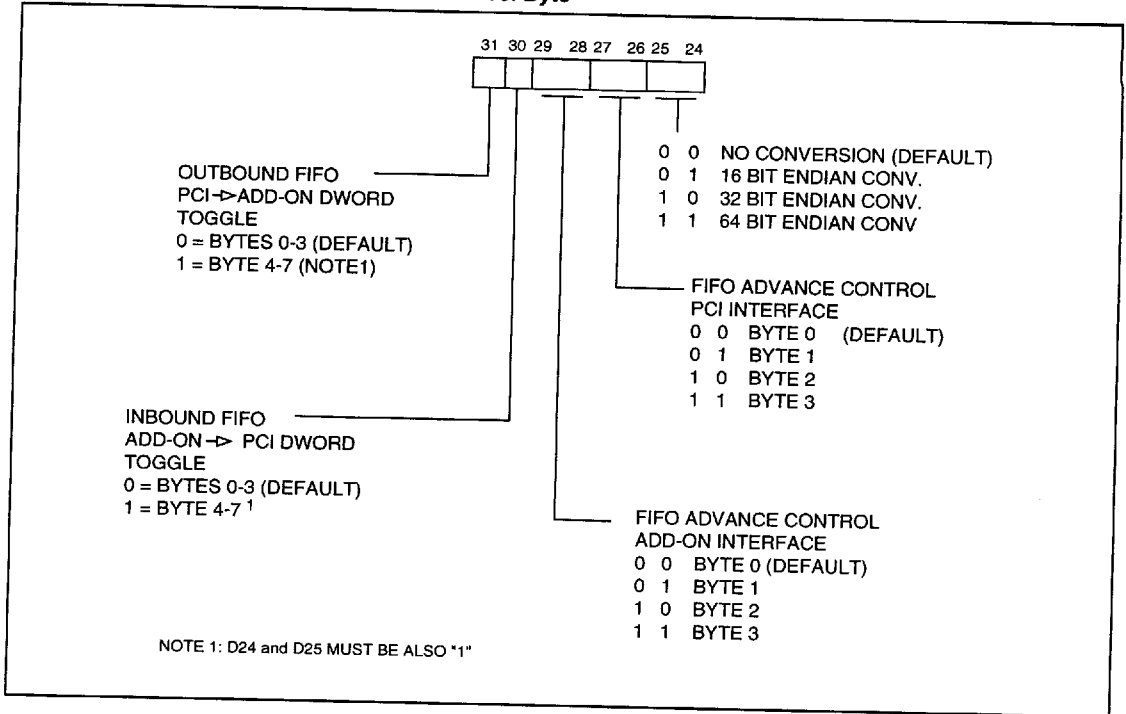 31 30 29 28 27 26 25 24
0 0 NO CONVERSION (DEFAULT)
0 1 16 BIT ENDIAN CONV.
1 0 32 BIT ENDIAN CONV.
1 1 64 BIT ENDIAN CONV
OUTBOUND FIFO
PCI->ADD-ON DWORD
TOGGLE
0 = BYTES 0-3 (DEFAULT)
1 = BYTE 4-7 (NOTE1)
FIFO ADVANCE CONTROL
PCI INTERFACE
0 0 BYTE 0 (DEFAULT)
0 1 BYTE 1
1 0 BYTE 2
1 1 BYTE 3
INBOUND FIFO
ADD-ON -> PCI DWORD
TOGGLE
0 = BYTES 0-3 (DEFAULT)
1 = BYTE 4-7 1
FIFO ADVANCE CONTROL
ADD-ON INTERFACE
0 0 BYTE 0 (DEFAULT)
0 1 BYTE 1
1 0 BYTE 2
1 1 BYTE 3
NOTE 1: D24 and D25 MUST BE ALSO "1"